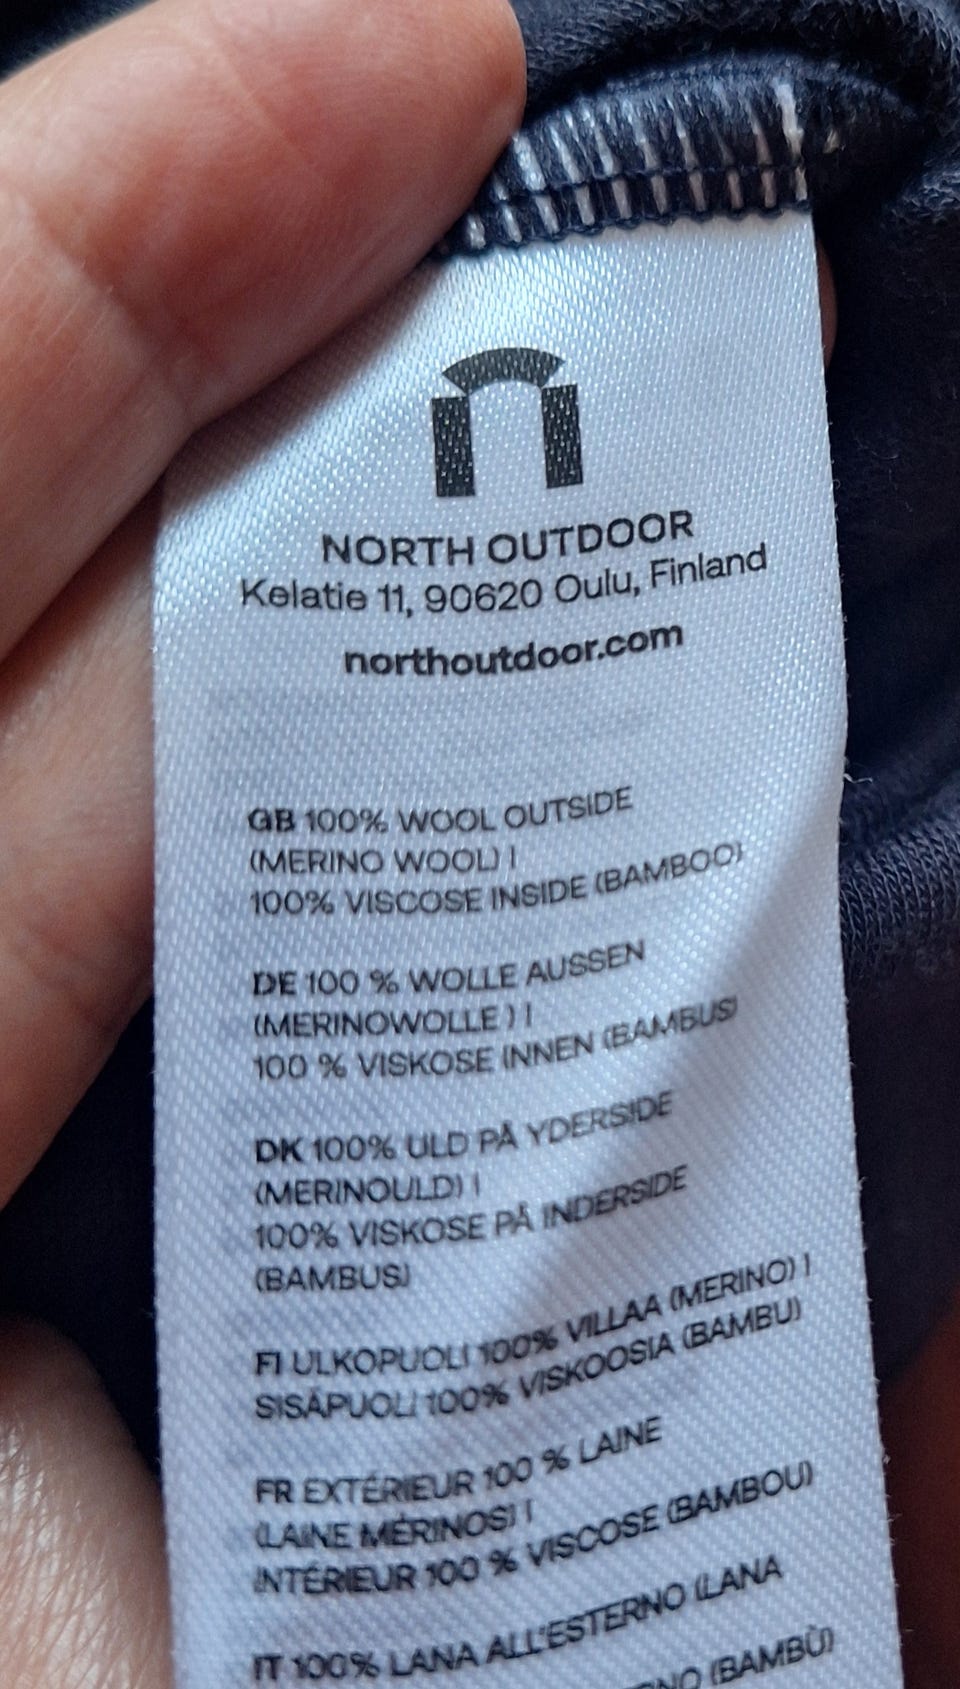 NORTH OUTDOOR
Kelatie 11, 90620 Oulu, Finland
northoutdoor.com
GB 100% WOOL OUTSIDE
(MERINO WOOL) |
100% VISCOSE INSIDE (BAMBOO)
DE 100 % WOLLE AUSSEN
(MERINOWOLLE ) |
100 % VISKOSE INNEN (BAMBUS)
DK 100% ULD PÅ YDERSIDE
(MERINOULD) |
100% VISKOSE PÅ INDERSIDE
(BAMBUS)
FI ULKOPUOLI 100% VILLAA (MERINO) |
SISÄPUOLI 100% VISKOOSIA (BAMBU)
FR EXTÉRIEUR 100 % LAINE
(LAINE MÉRINOS) |
INTÉRIEUR 100 % VISCOSE (BAMBOU)
IT 100% LANA ALL'ESTERNO (LANA
(BAMBÙ)